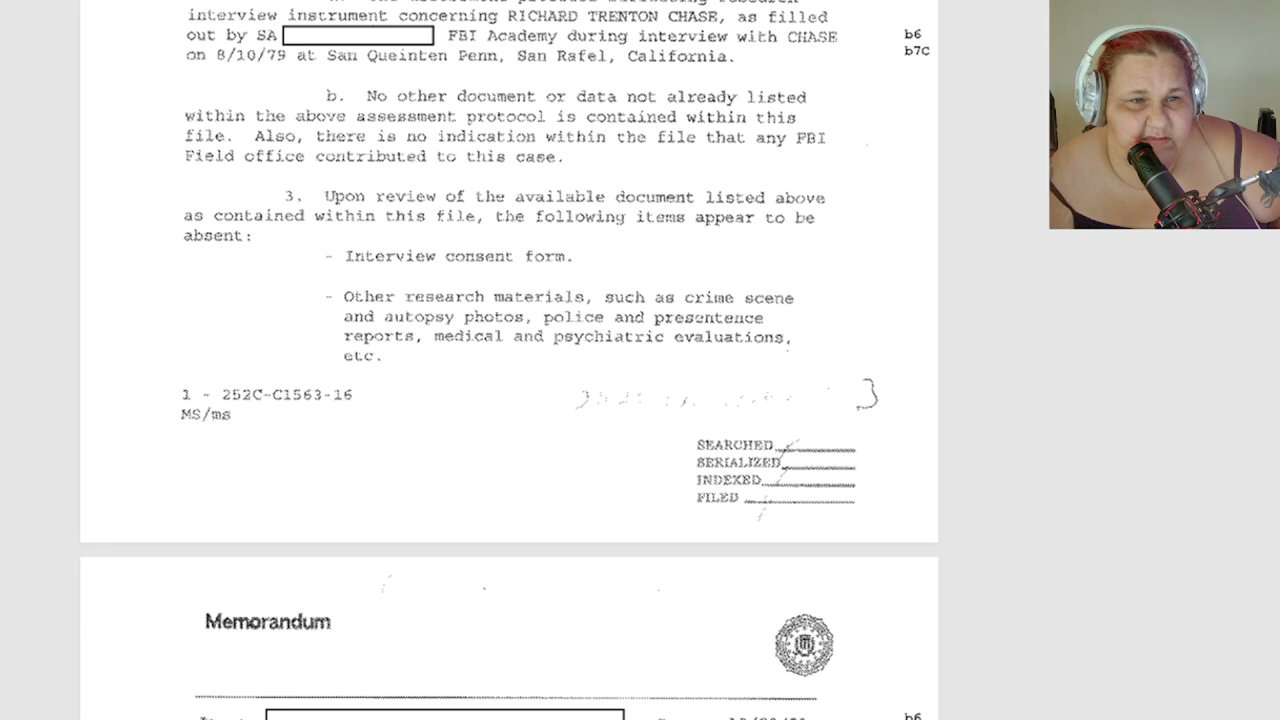 interview instrument concerning RICHARD TRENTON CHASE, as filled
out by SA FBI Academy during interview with CHASE
on 8/10/79 at San Queinten Penn, San Rafel, California.
b6
b7C
b. No other document or data not already listed
within the above assessment protocol is contained within this
file. Also, there is no indication within the file that any FBI
Field office contributed to this case.
3. Upon review of the available document listed above
as contained within this file, the following items appear to be
absent:
- Interview consent form.
- Other research materials, such as crime scene
and autopsy photos, police and presentence
reports, medical and psychiatric evaluations,
etc.
1 - 252C-C1563-16
MS/ms
3
SEARCHED
SERIALIZED
INDEXED
FILED
Memorandum
b6